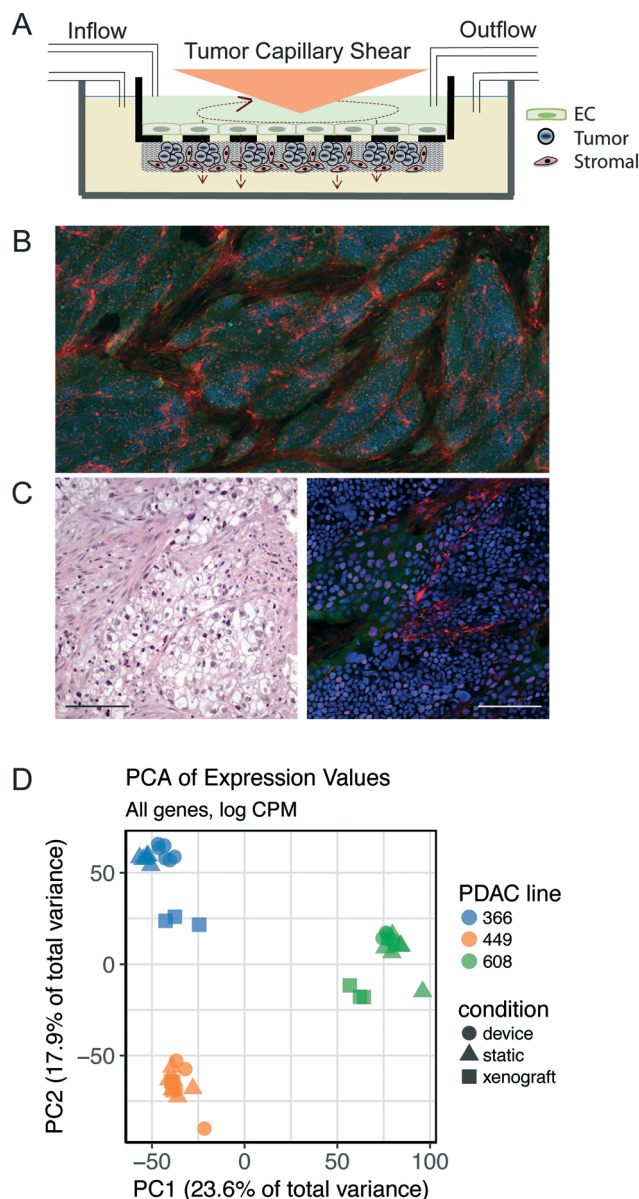 A
Inflow
Tumor Capillary Shear
Outflow
EC
Tumor
Stromal
B
C
D
PCA of Expression Values
All genes, log CPM
PC2 (17.9% of total variance)
50
0
−50
−50
0
50
100
PC1 (23.6% of total variance)
PDAC line
366
449
608
condition
device
static
xenograft